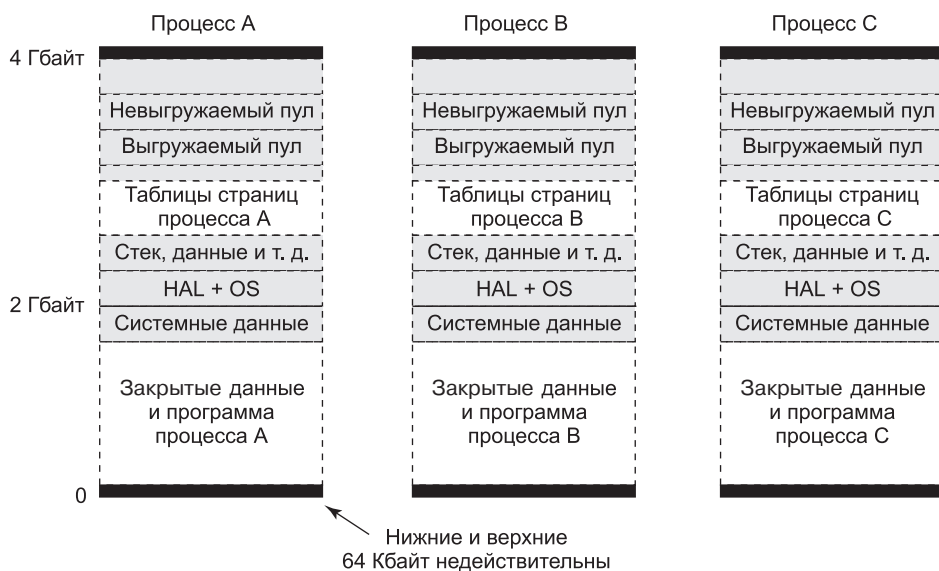 Процесс A
Процесс B
Процесс C
4 Гбайт
Невыгружаемый пул
Невыгружаемый пул
Невыгружаемый пул
Выгружаемый пул
Выгружаемый пул
Выгружаемый пул
Таблицы страниц
процесса A
Таблицы страниц
процесса B
Таблицы страниц
процесса C
Стек, данные и т. д.
Стек, данные и т. д.
Стек, данные и т. д.
HAL + OS
HAL + OS
HAL + OS
2 Гбайт
Системные данные
Системные данные
Системные данные
Закрытые данные
и программа
процесса A
Закрытые данные
и программа
процесса B
Закрытые данные
и программа
процесса C
0
Нижние и верхние
64 Кбайт недействительны